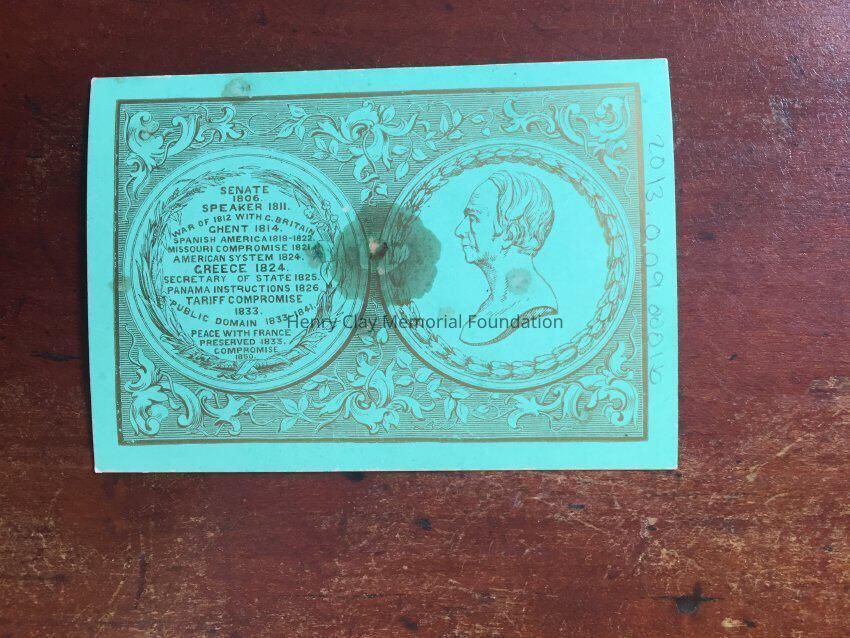 SENATE
1806.
SPEAKER 1811.
WAR OF 1812 WITH G. BRITAIN
GHENT 1814.
SPANISH AMERICA 1818-1822.
MISSOURI COMPROMISE 1821.
AMERICAN SYSTEM 1824.
GREECE 1824.
SECRETARY OF STATE 1825.
PANAMA INSTRUCTIONS 1826.
TARIFF COMPROMISE
1833.
PUBLIC DOMAIN 1833-1841.
PEACE WITH FRANCE
PRESERVED 1833.
COMPROMISE
1850.
Henry Clay Memorial Foundation